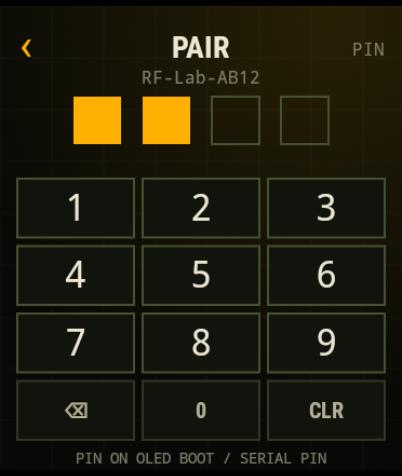 ❮ PAIR PIN
RF-Lab-AB12
1 2 3
4 5 6
7 8 9
⌫ 0 CLR
PIN ON OLED BOOT / SERIAL PIN